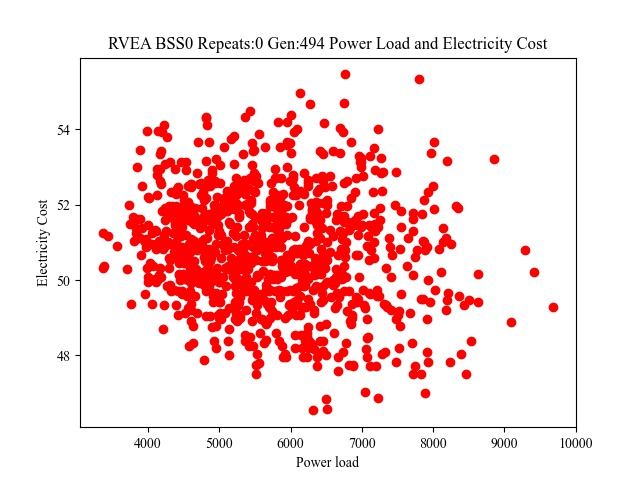 RVEA BSS0 Repeats:0 Gen:494 Power Load and Electricity Cost
54
52
50
48
Electricity Cost
4000 5000 6000 7000 8000 9000 10000
Power load